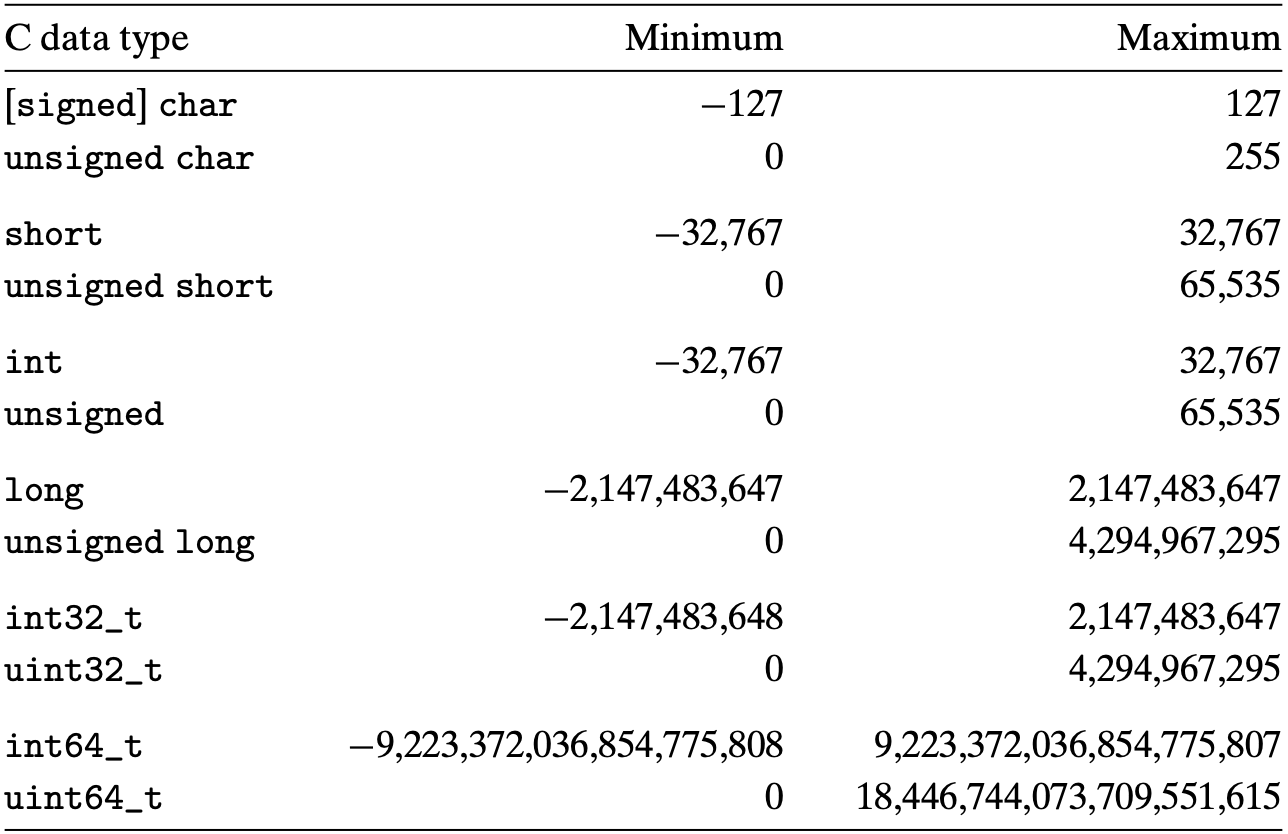 C data type Minimum Maximum
[signed] char −127 127
unsigned char 0 255
short −32,767 32,767
unsigned short 0 65,535
int −32,767 32,767
unsigned 0 65,535
long −2,147,483,647 2,147,483,647
unsigned long 0 4,294,967,295
int32_t −2,147,483,648 2,147,483,647
uint32_t 0 4,294,967,295
int64_t −9,223,372,036,854,775,808 9,223,372,036,854,775,807
uint64_t 0 18,446,744,073,709,551,615